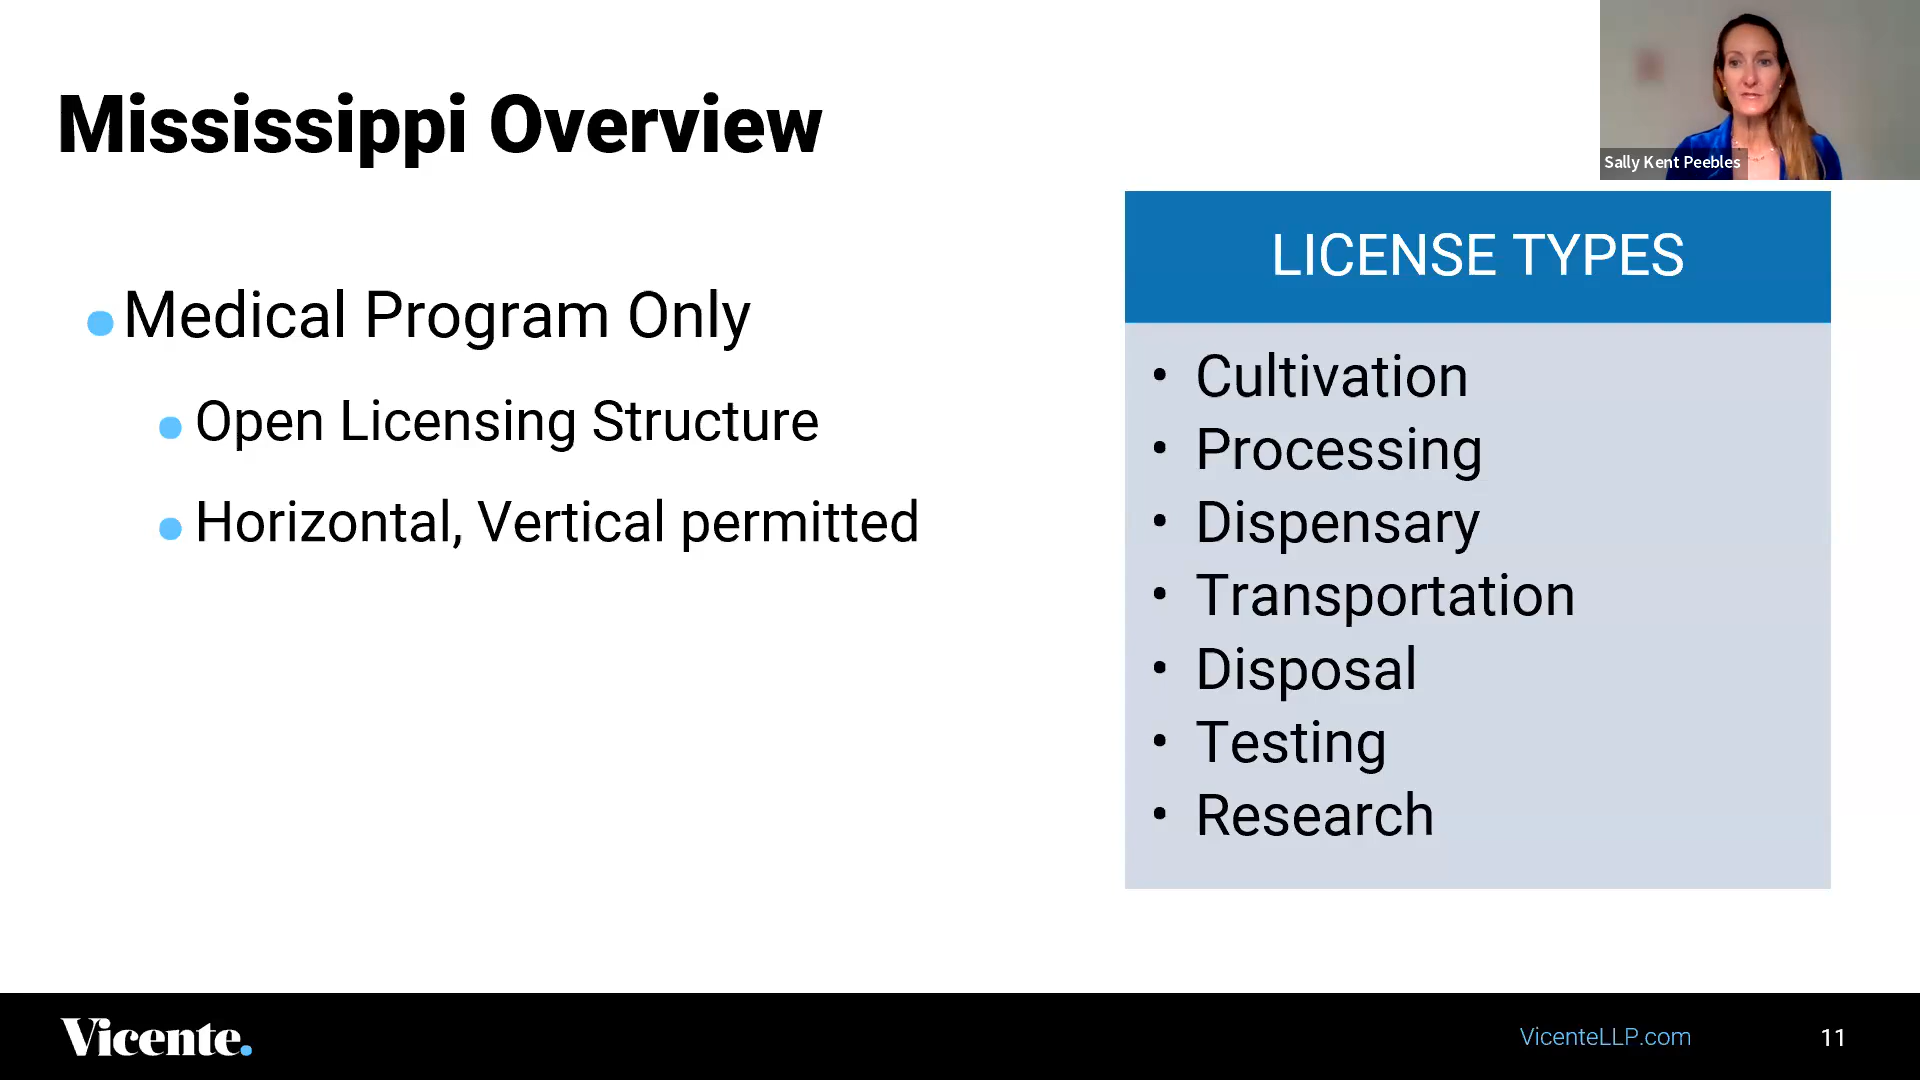 Mississippi Overview
Sally Kent Peebles
• Medical Program Only
• Open Licensing Structure
• Horizontal, Vertical permitted
LICENSE TYPES
• Cultivation
• Processing
• Dispensary
• Transportation
• Disposal
• Testing
• Research
Vicente.
VicenteLLP.com
11